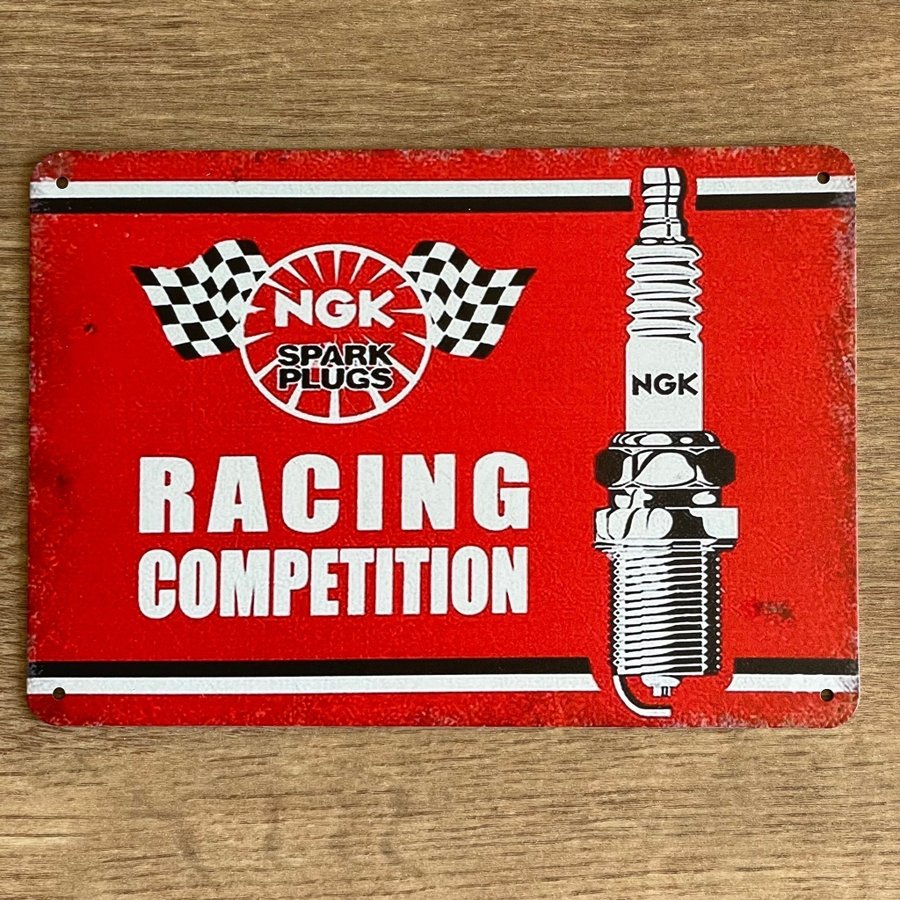 NGK
SPARK
PLUGS
RACING
COMPETITION
NGK